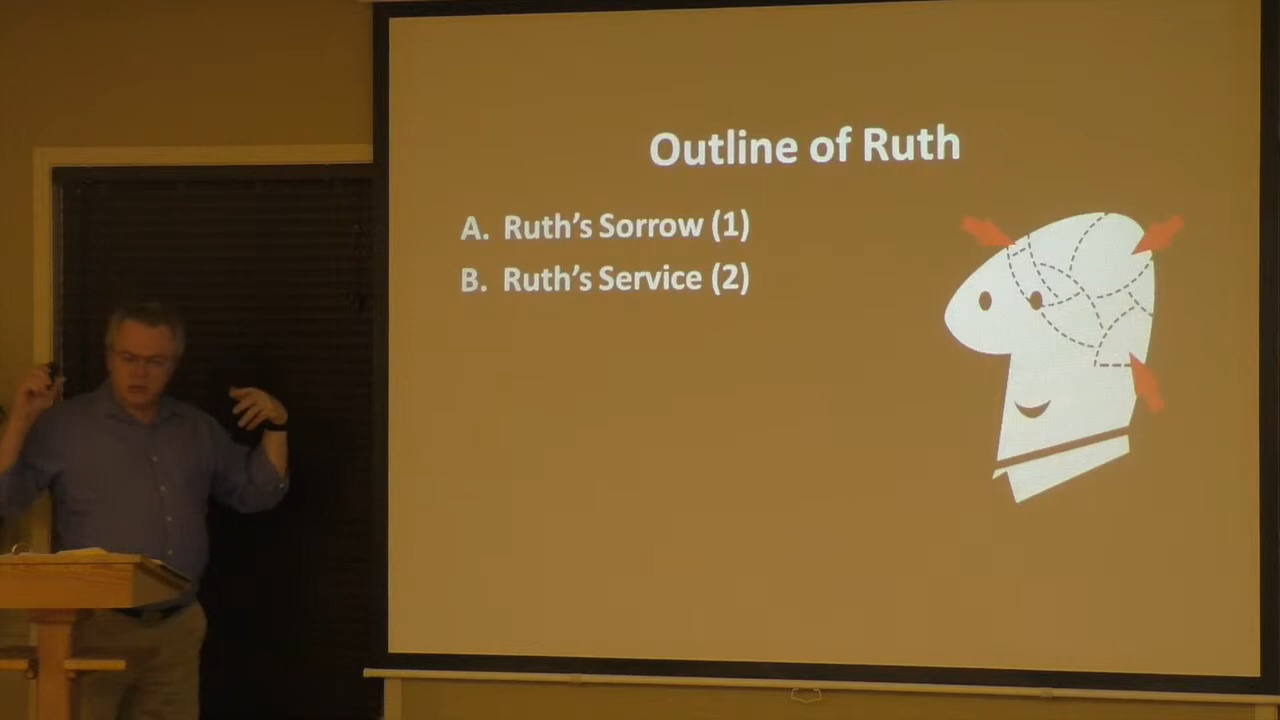 Outline of Ruth
A. Ruth's Sorrow (1)
B. Ruth's Service (2)